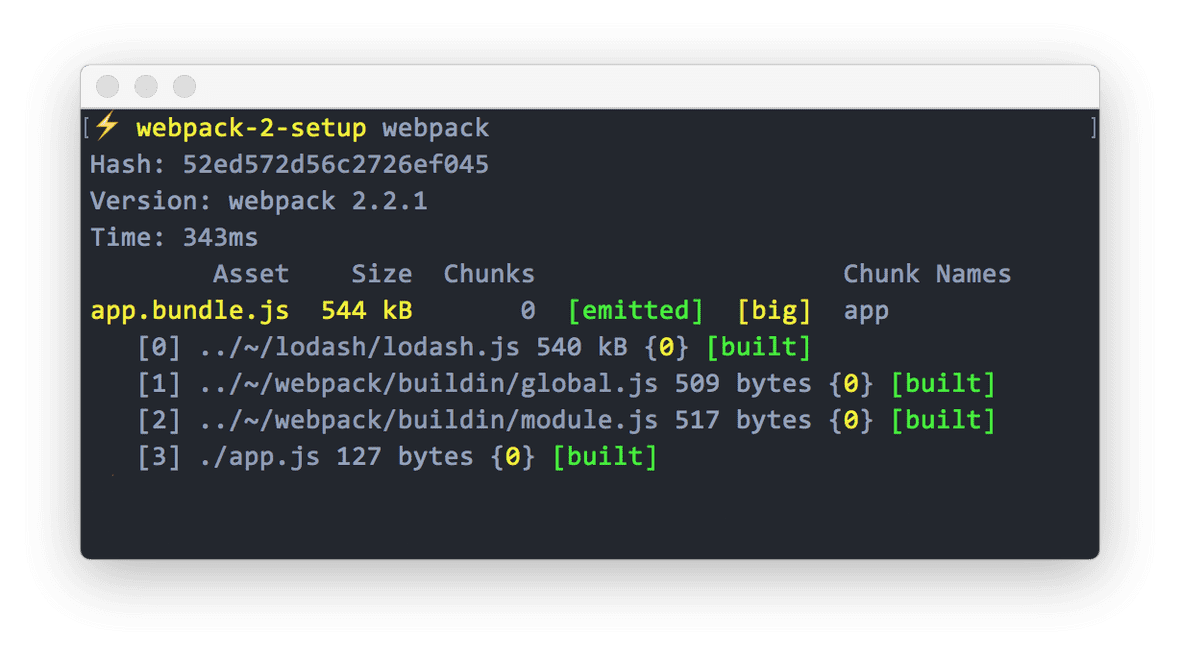 [⚡ webpack-2-setup webpack ]
Hash: 52ed572d56c2726ef045
Version: webpack 2.2.1
Time: 343ms
        Asset    Size  Chunks                    Chunk Names
app.bundle.js  544 kB       0  [emitted]  [big]  app
   [0] ../~/lodash/lodash.js 540 kB {0} [built]
   [1] ../~/webpack/buildin/global.js 509 bytes {0} [built]
   [2] ../~/webpack/buildin/module.js 517 bytes {0} [built]
   [3] ./app.js 127 bytes {0} [built]